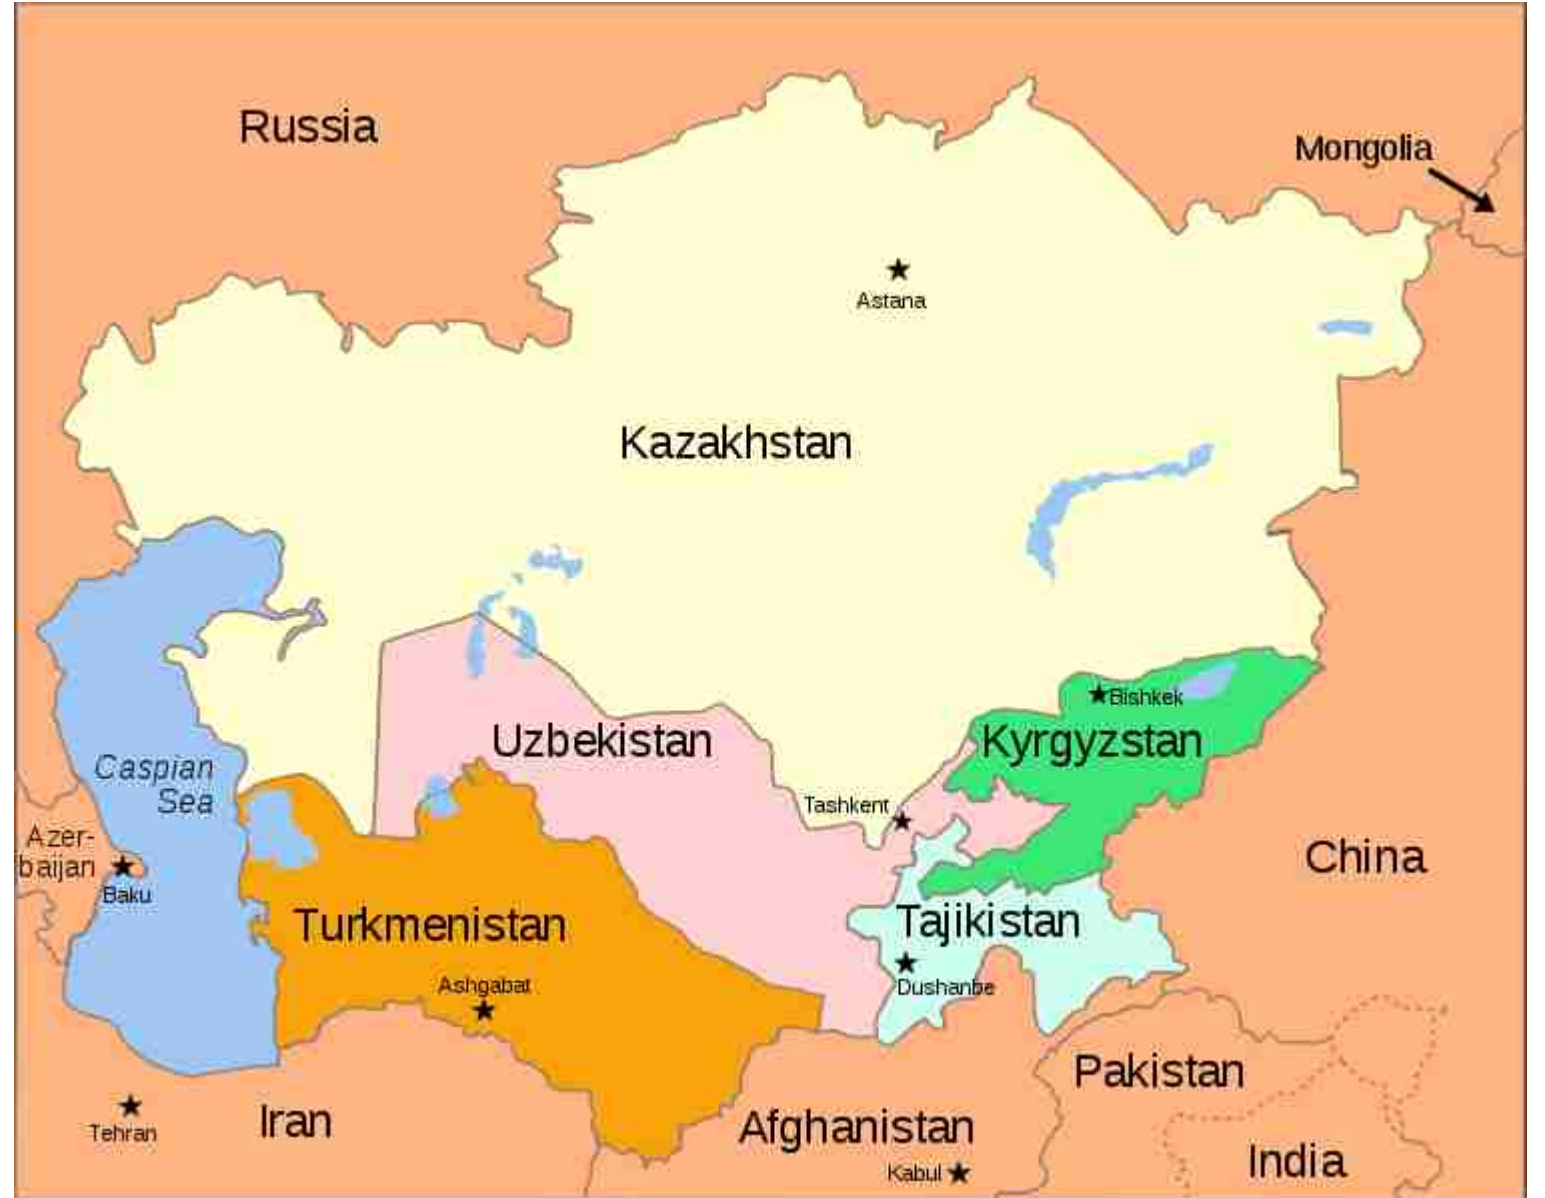 Russia
Mongolia
Astana
Kazakhstan
Bishkek
Uzbekistan
Kyrgyzstan
Caspian
Sea
Tashkent
Azer-
baijan
Baku
China
Turkmenistan
Tajikistan
Dushanbe
Ashgabat
Pakistan
Tehran
Iran
Afghanistan
Kabul
India